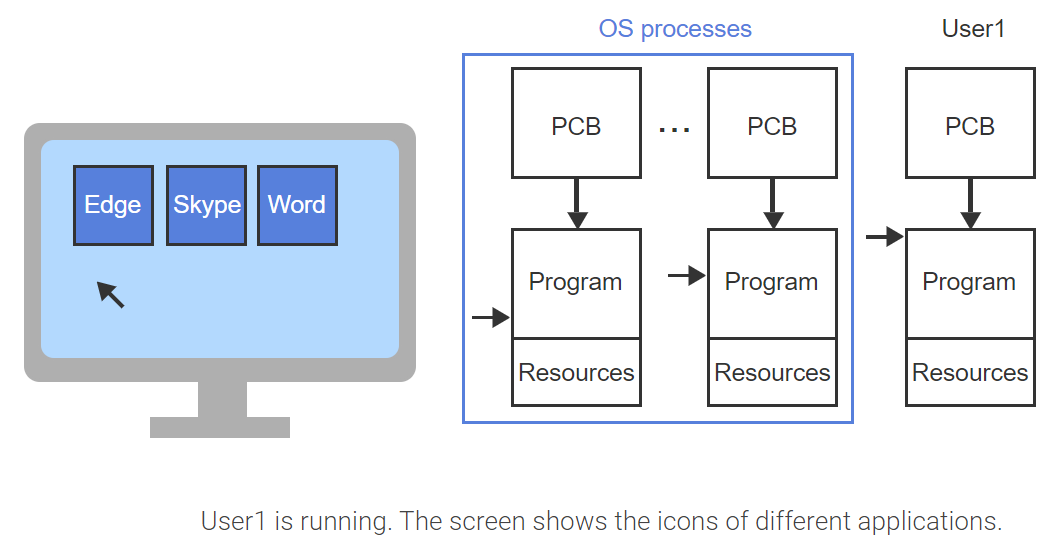 OS processes
User1
PCB
...
PCB
PCB
Edge
Skype
Word
Program
Program
Program
Resources
Resources
Resources
User1 is running. The screen shows the icons of different applications.